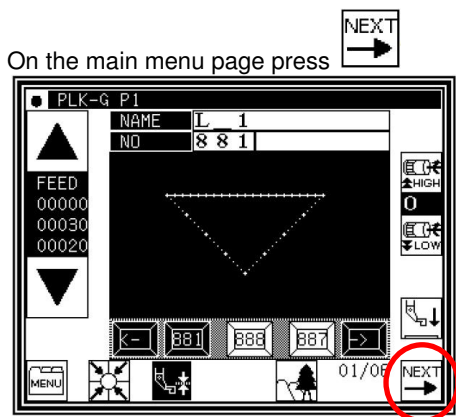 NEXT
On the main menu page press
PLK-G P1
NAME L_1
NO 881
FEED
00000
00030
00020
HIGH
0
LOW
<- 881 888 887 ->
MENU 01/06 NEXT